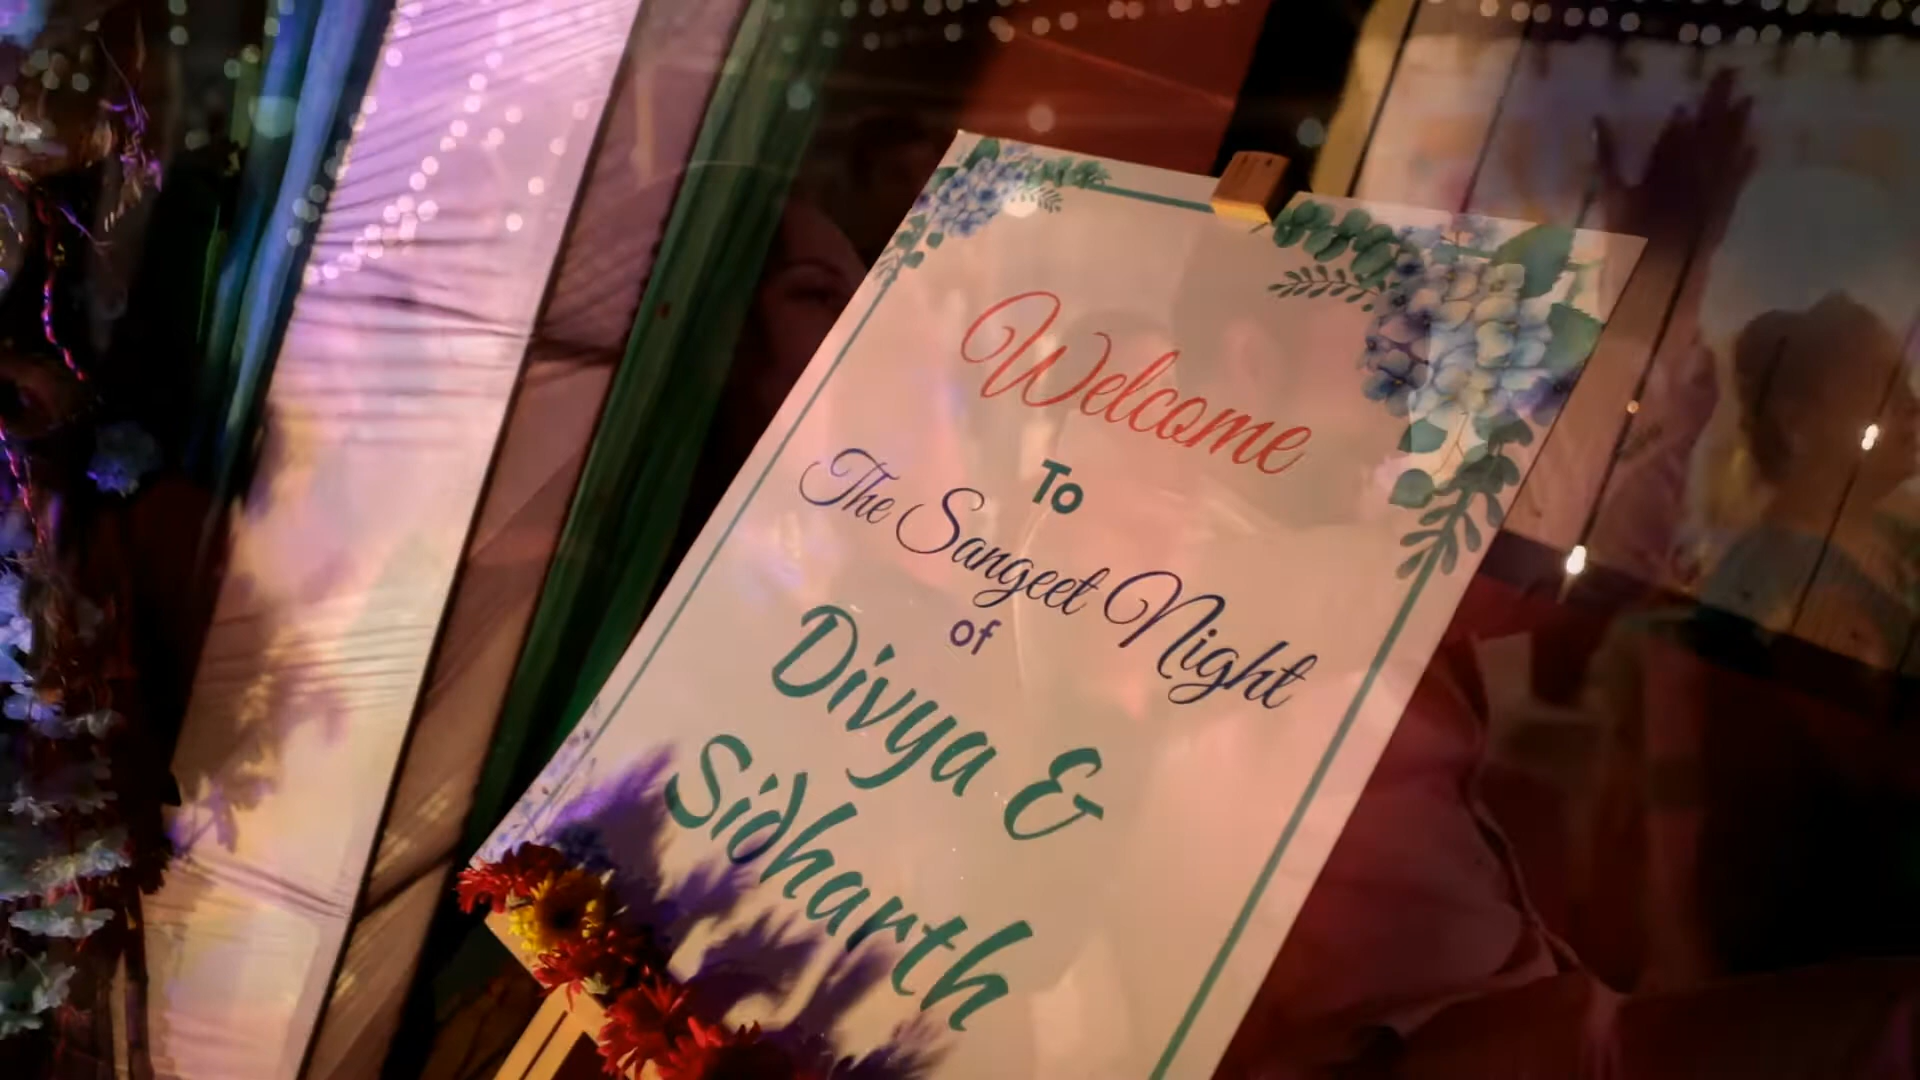 Welcome
To
The Sangeet Night
of
Divya &
Sidharth